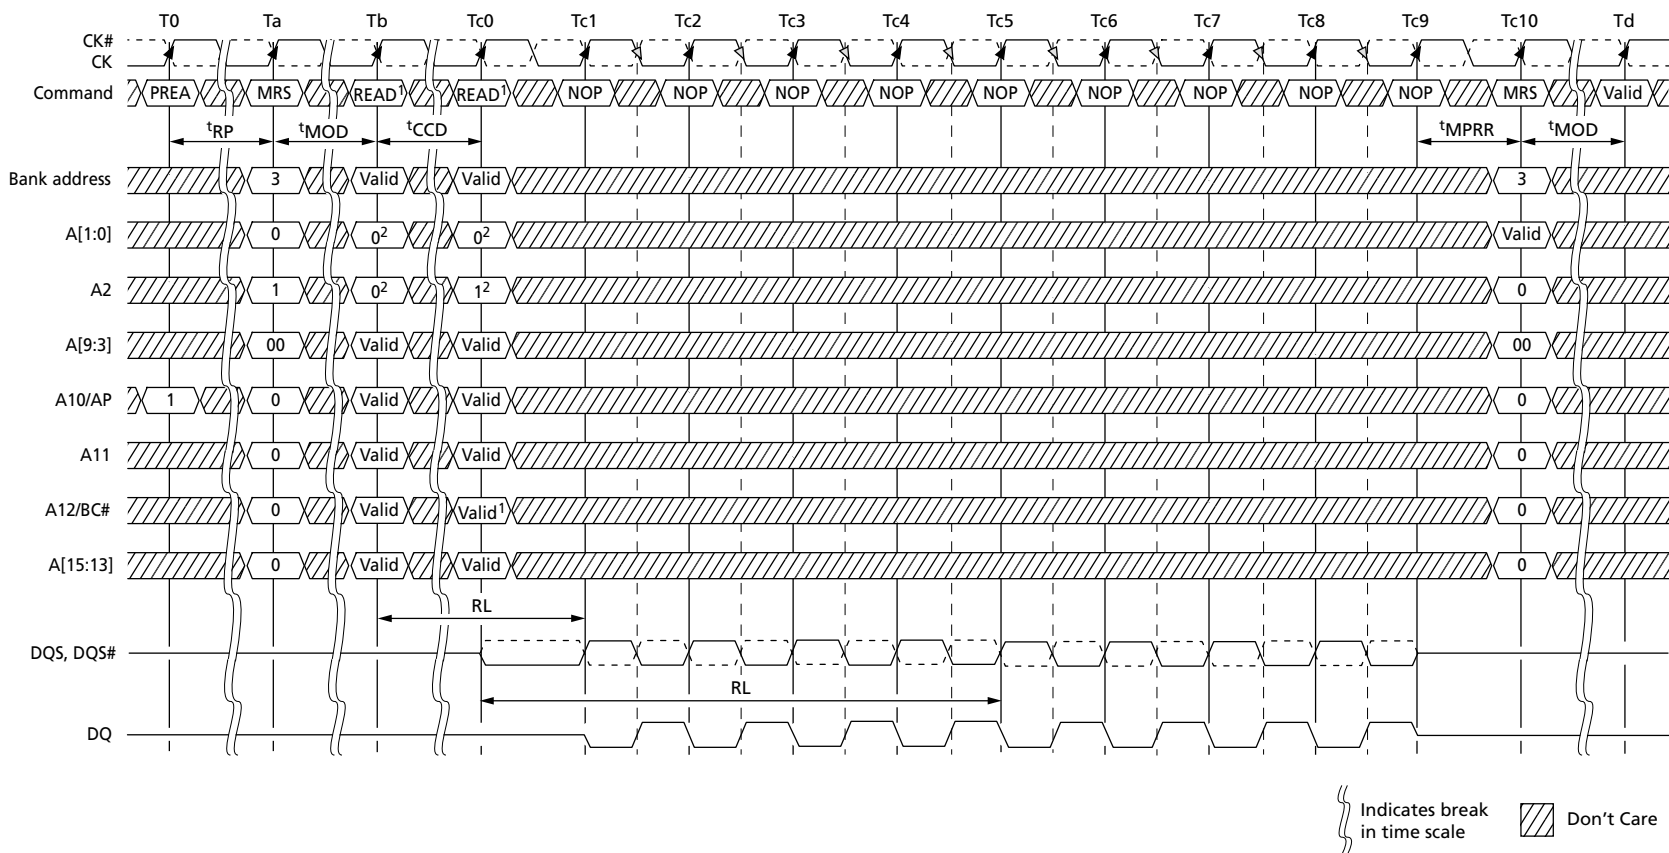 T0 Ta Tb Tc0 Tc1 Tc2 Tc3 Tc4 Tc5 Tc6 Tc7 Tc8 Tc9 Tc10 Td
CK#
CK
Command PREA MRS READ1 READ1 NOP NOP NOP NOP NOP NOP NOP NOP NOP MRS Valid
tRP tMOD tCCD tMPRR tMOD
Bank address 3 Valid Valid 3
A[1:0] 0 02 02 Valid
A2 1 02 12 0
A[9:3] 00 Valid Valid 00
A10/AP 1 0 Valid Valid 0
A11 0 Valid Valid 0
A12/BC# 0 Valid Valid1 0
A[15:13] 0 Valid Valid 0
RL
DQS, DQS#
RL
DQ
Indicates break
in time scale
Don't Care